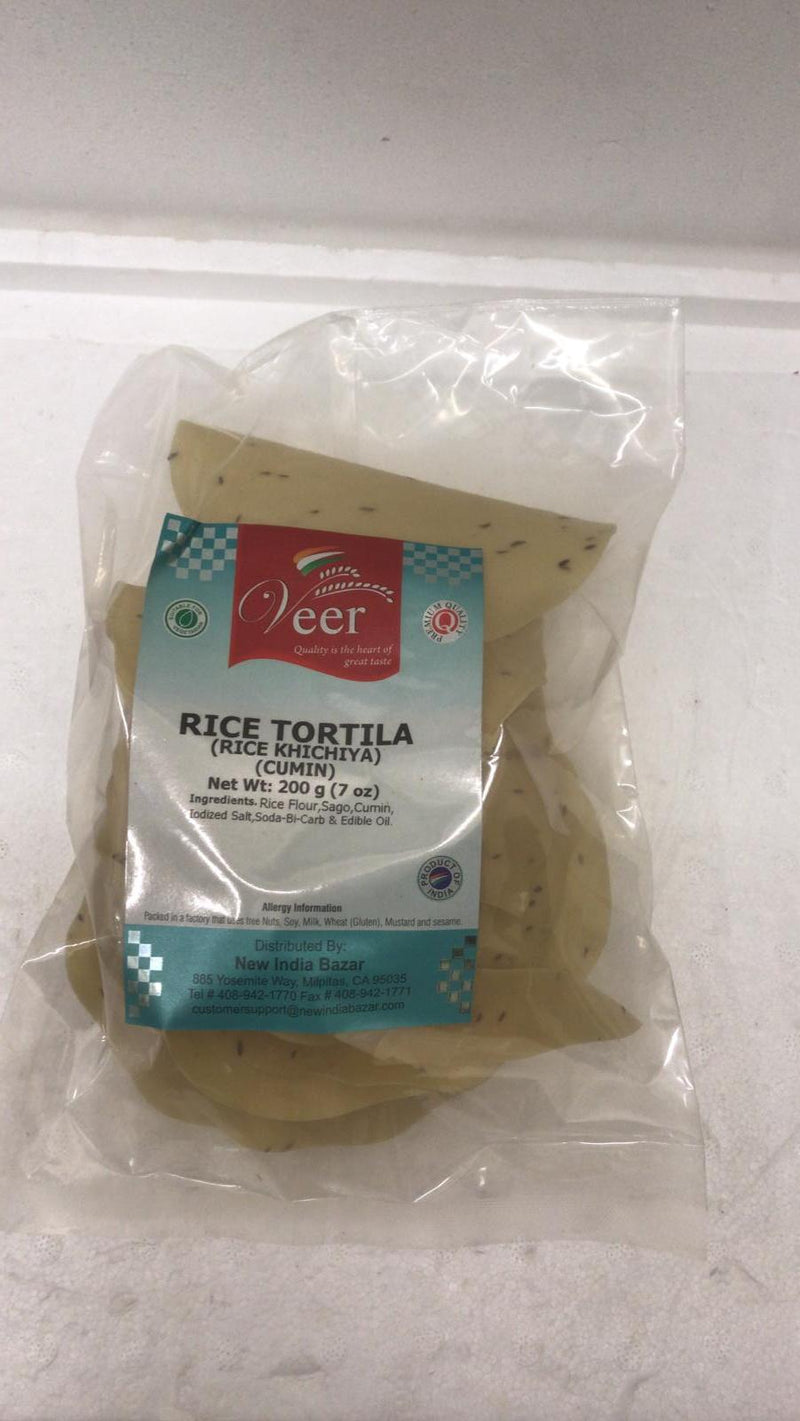 Veer
Quality is the heart of
great taste
SUITABLE FOR
VEGETARIAN
PREMIUM QUALITY
Q
RICE TORTILA
(RICE KHICHIYA)
(CUMIN)
Net Wt: 200 g (7 oz)
Ingredients. Rice Flour,Sago,Cumin,
Iodized Salt,Soda-Bi-Carb & Edible Oil.
PRODUCT OF
INDIA
Allergy Information
Packed in a factory that uses tree Nuts, Soy, Milk, Wheat (Gluten), Mustard and sesame.
Distributed By:
New India Bazar
885 Yosemite Way, Milpitas, CA 95035
Tel # 408-942-1770 Fax # 408-942-1771
customersupport@newindiabazar.com